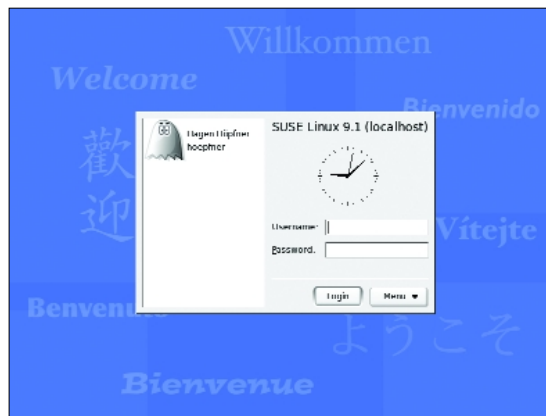 Willkommen
Welcome
Bienvenido
歡迎
SUSE Linux 9.1 (localhost)
Hagen Höpfner
hoepfner
Username:
Password:
Vítejte
Login
Menu
Benvenuto
ようこそ
Bienvenue